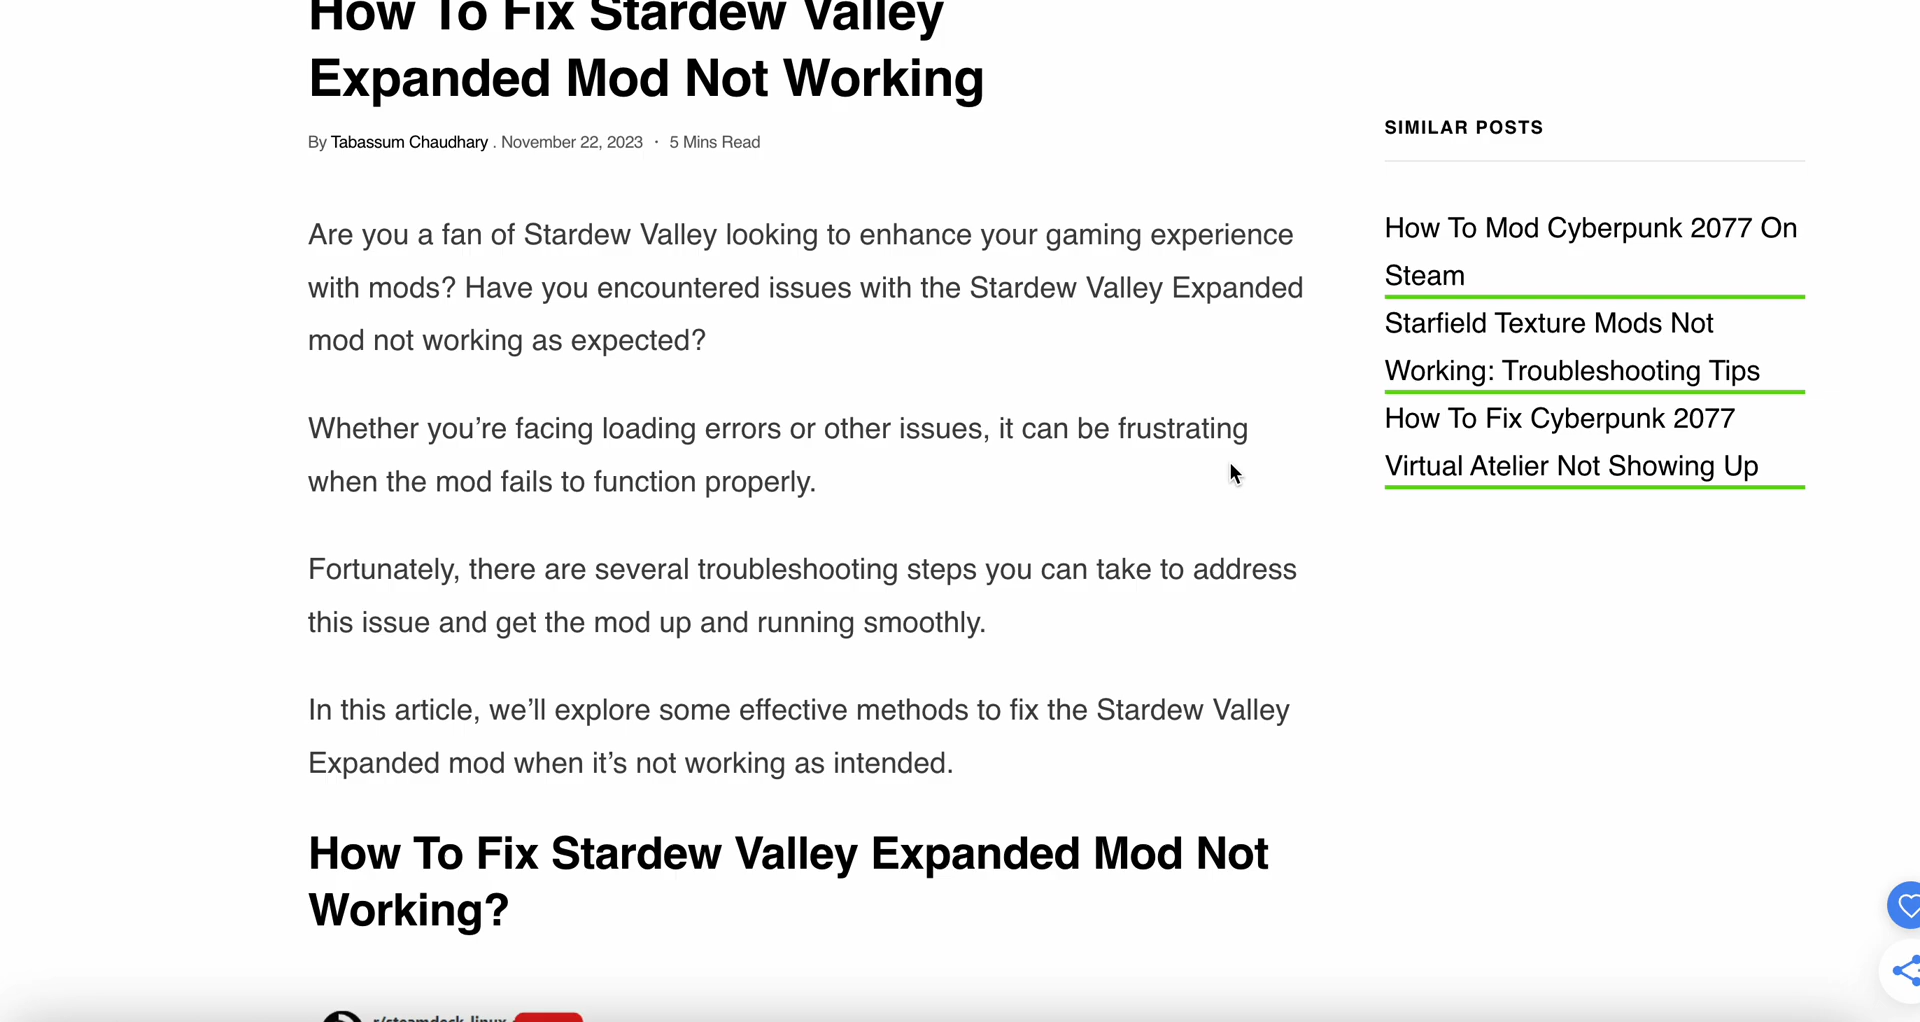 How To Fix Stardew Valley
Expanded Mod Not Working
By Tabassum Chaudhary . November 22, 2023 · 5 Mins Read
Are you a fan of Stardew Valley looking to enhance your gaming experience
with mods? Have you encountered issues with the Stardew Valley Expanded
mod not working as expected?
Whether you’re facing loading errors or other issues, it can be frustrating
when the mod fails to function properly.
Fortunately, there are several troubleshooting steps you can take to address
this issue and get the mod up and running smoothly.
In this article, we’ll explore some effective methods to fix the Stardew Valley
Expanded mod when it’s not working as intended.
How To Fix Stardew Valley Expanded Mod Not
Working?
r/steamdeck_linux
SIMILAR POSTS
How To Mod Cyberpunk 2077 On
Steam
Starfield Texture Mods Not
Working: Troubleshooting Tips
How To Fix Cyberpunk 2077
Virtual Atelier Not Showing Up